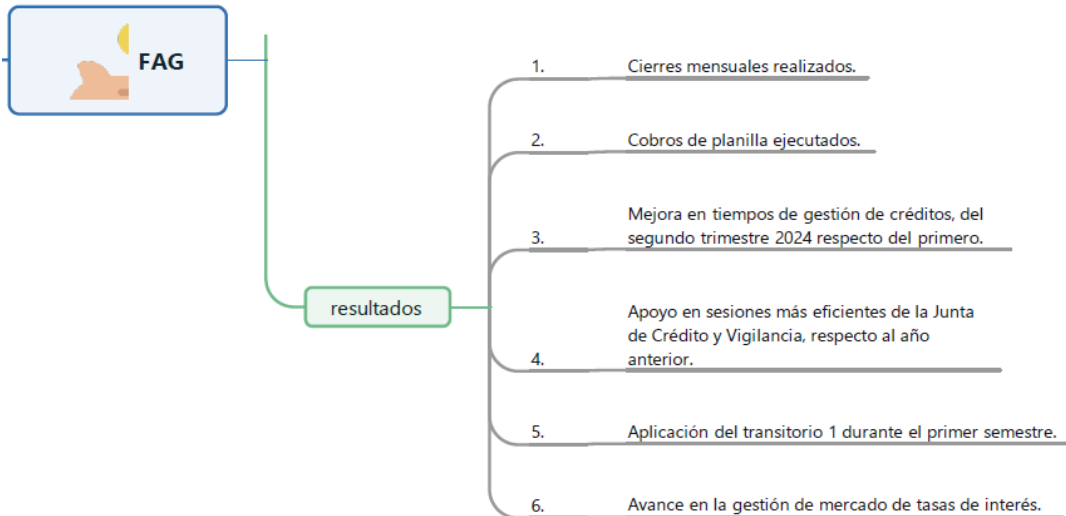 FAG
1. Cierres mensuales realizados.
2. Cobros de planilla ejecutados.
Mejora en tiempos de gestión de créditos, del
3. segundo trimestre 2024 respecto del primero.
resultados
Apoyo en sesiones más eficientes de la Junta
de Crédito y Vigilancia, respecto al año
4. anterior.
5. Aplicación del transitorio 1 durante el primer semestre.
6. Avance en la gestión de mercado de tasas de interés.